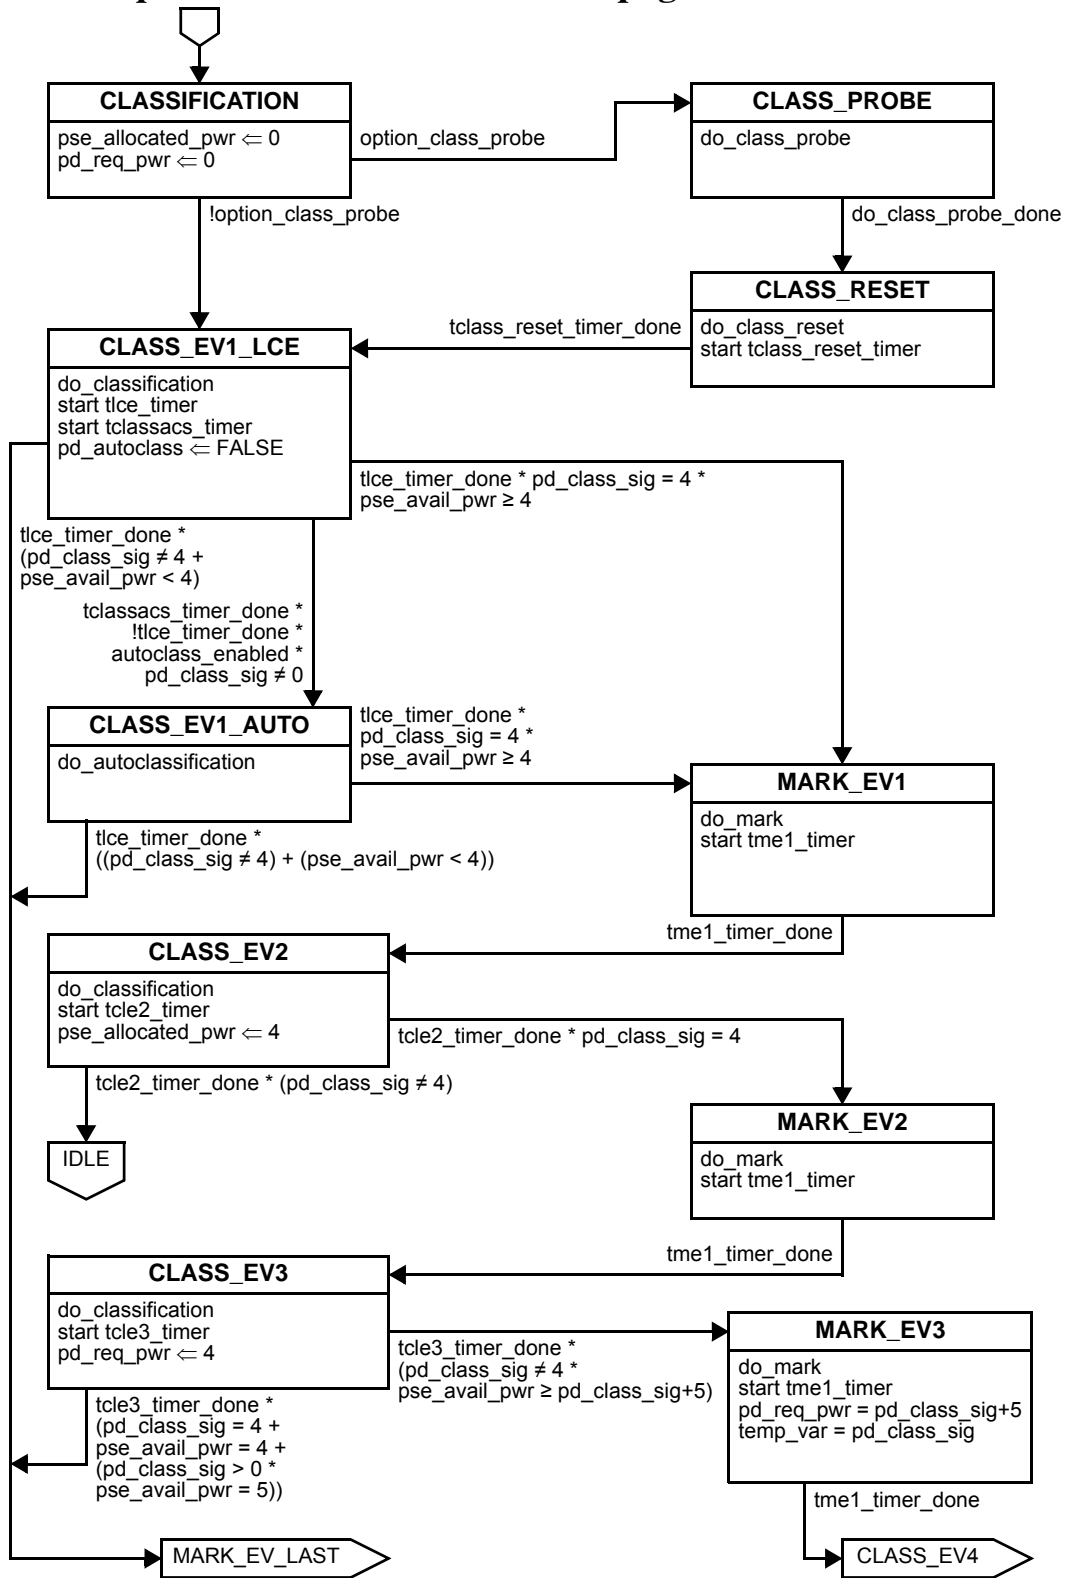 CLASSIFICATION
pse_allocated_pwr ⇐ 0
pd_req_pwr ⇐ 0
option_class_probe
CLASS_PROBE
do_class_probe
!option_class_probe
do_class_probe_done
CLASS_RESET
do_class_reset
start tclass_reset_timer
tclass_reset_timer_done
CLASS_EV1_LCE
do_classification
start tlce_timer
start tclassacs_timer
pd_autoclass ⇐ FALSE
tlce_timer_done * pd_class_sig = 4 *
pse_avail_pwr ≥ 4
tlce_timer_done *
(pd_class_sig ≠ 4 +
pse_avail_pwr < 4)
tclassacs_timer_done *
!tlce_timer_done *
autoclass_enabled *
pd_class_sig ≠ 0
CLASS_EV1_AUTO
do_autoclassification
tlce_timer_done *
pd_class_sig = 4 *
pse_avail_pwr ≥ 4
MARK_EV1
do_mark
start tme1_timer
tlce_timer_done *
((pd_class_sig ≠ 4) + (pse_avail_pwr < 4))
tme1_timer_done
CLASS_EV2
do_classification
start tcle2_timer
pse_allocated_pwr ⇐ 4
tcle2_timer_done * pd_class_sig = 4
tcle2_timer_done * (pd_class_sig ≠ 4)
IDLE
MARK_EV2
do_mark
start tme1_timer
tme1_timer_done
CLASS_EV3
do_classification
start tcle3_timer
pd_req_pwr ⇐ 4
tcle3_timer_done *
(pd_class_sig ≠ 4 *
pse_avail_pwr ≥ pd_class_sig+5)
MARK_EV3
do_mark
start tme1_timer
pd_req_pwr = pd_class_sig+5
temp_var = pd_class_sig
tcle3_timer_done *
(pd_class_sig = 4 +
pse_avail_pwr = 4 +
(pd_class_sig > 0 *
pse_avail_pwr = 5))
tme1_timer_done
MARK_EV_LAST
CLASS_EV4